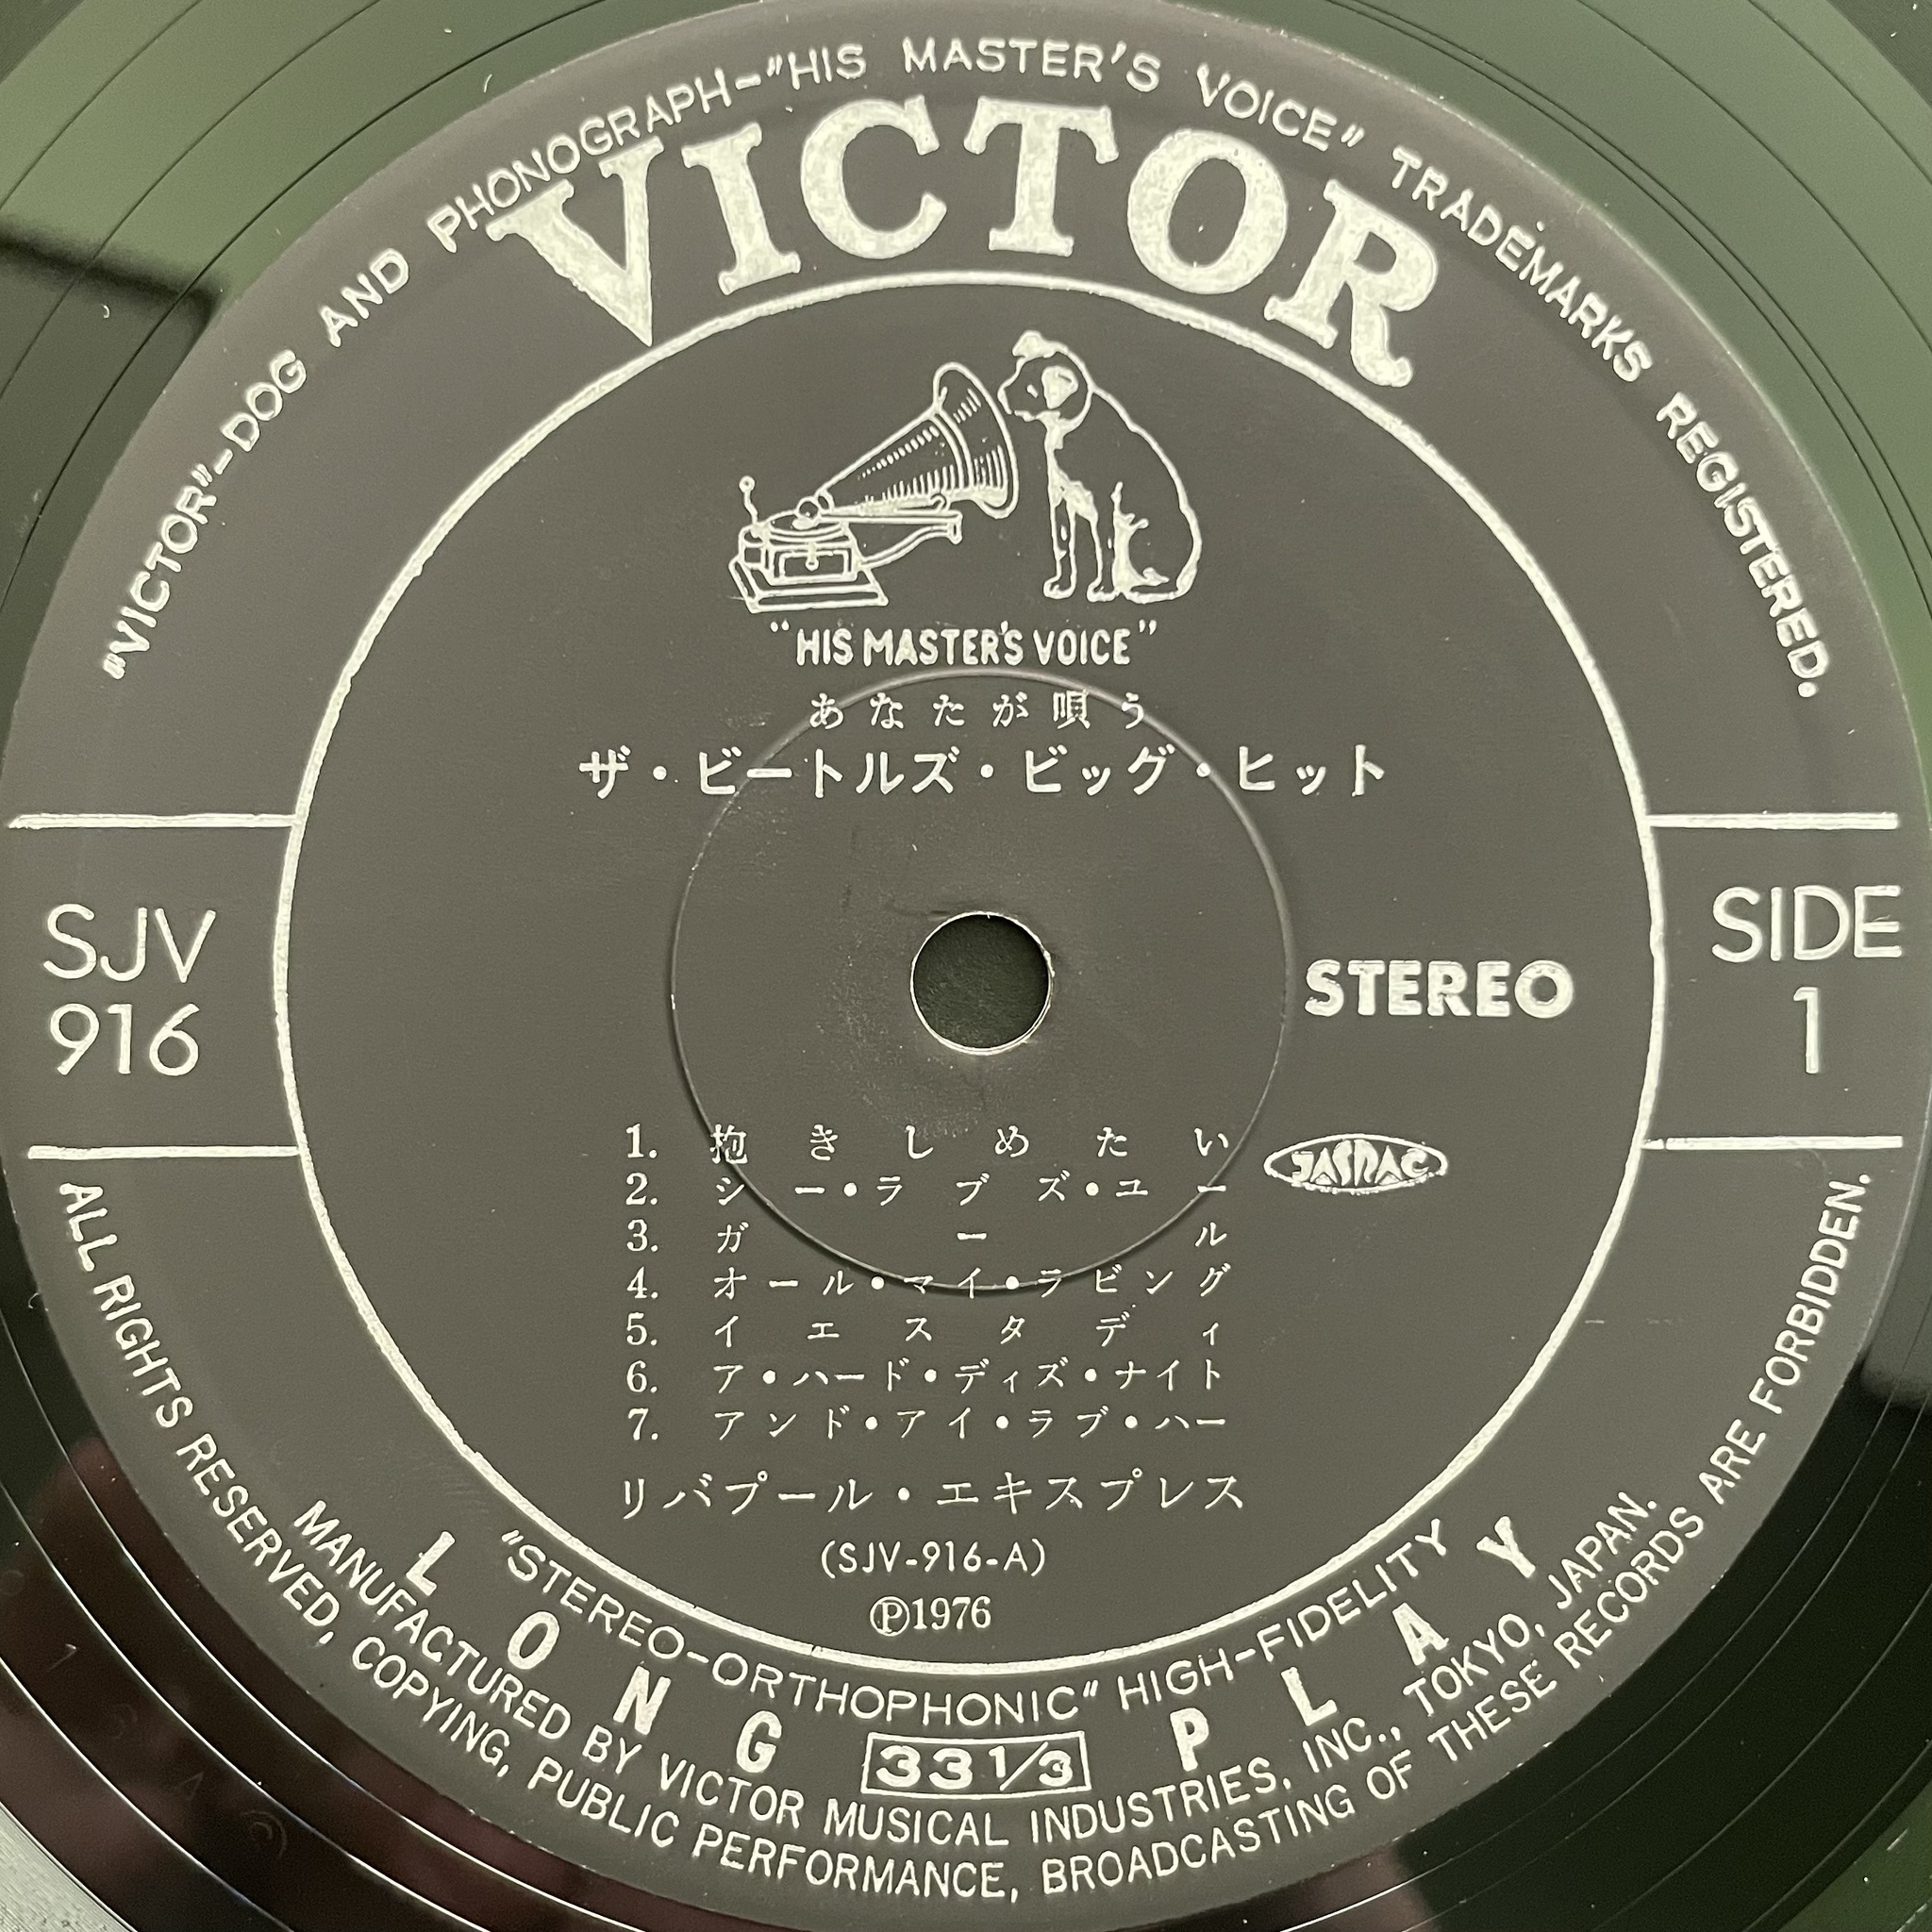 "VICTOR"-DOG AND PHONOGRAPH-"HIS MASTER'S VOICE" TRADEMARKS REGISTERED.
VICTOR
"HIS MASTER'S VOICE"
あなたが唄う
ザ・ビートルズ・ビッグ・ヒット
SJV
916
STEREO
SIDE
1
1. 抱きしめたい
JASRAC
2. シー・ラブズ・ユー
3. ガール
4. オール・マイ・ラビング
5. イエスタディ
6. ア・ハード・ディズ・ナイト
7. アンド・アイ・ラブ・ハー
リバプール・エキスプレス
(SJV-916-A)
Ⓟ1976
"STEREO-ORTHOPHONIC" HIGH-FIDELITY
LONG 33 1/3 PLAY
MANUFACTURED BY VICTOR MUSICAL INDUSTRIES, INC., TOKYO, JAPAN.
ALL RIGHTS RESERVED, COPYING, PUBLIC PERFORMANCE, BROADCASTING OF THESE RECORDS ARE FORBIDDEN.